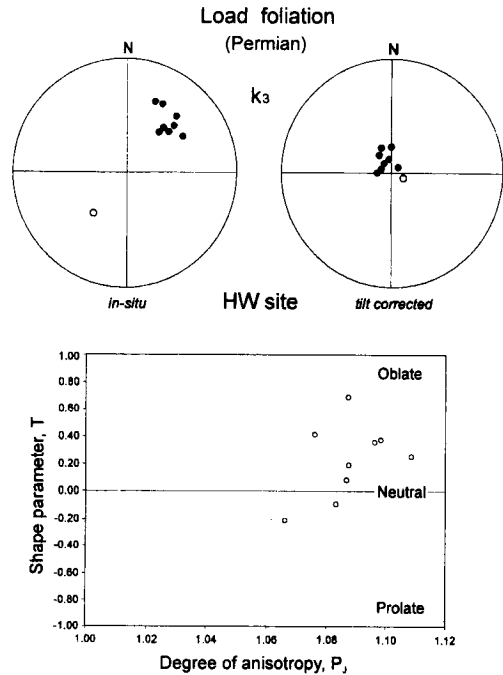 Load foliation
(Permian)
N
N
k3
in-situ
HW site
tilt corrected
1.00
0.80
0.60
0.40
0.20
0.00
-0.20
-0.40
-0.60
-0.80
-1.00
Shape parameter, T
Oblate
Neutral
Prolate
1.00
1.02
1.04
1.06
1.08
1.10
1.12
Degree of anisotropy, PJ